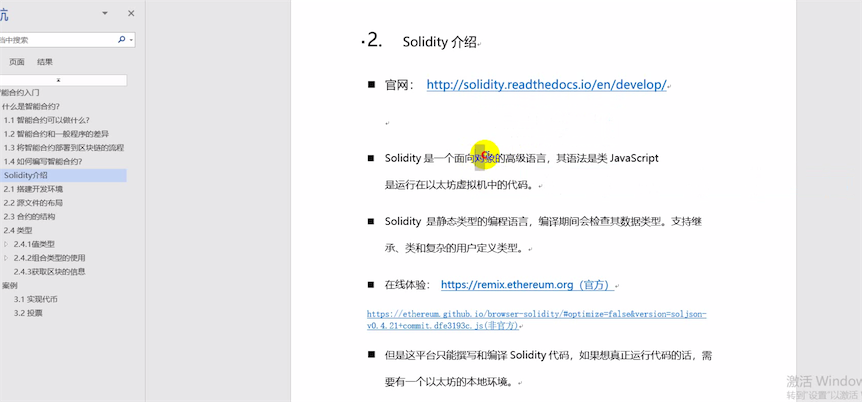 航
当中搜索
页面 结果
智能合约入门
什么是智能合约?
1.1 智能合约可以做什么?
1.2 智能合约和一般程序的差异
1.3 将智能合约部署到区块链的流程
1.4 如何编写智能合约?
Solidity介绍
2.1 搭建开发环境
2.2 源文件的布局
2.3 合约的结构
2.4 类型
2.4.1值类型
2.4.2组合类型的使用
2.4.3获取区块的信息
案例
3.1 实现代币
3.2 投票
2. Solidity 介绍
官网： http://solidity.readthedocs.io/en/develop/
Solidity 是一个面向对象的高级语言，其语法是类 JavaScript
是运行在以太坊虚拟机中的代码。
Solidity 是静态类型的编程语言，编译期间会检查其数据类型。支持继
承、类和复杂的用户定义类型。
在线体验： https://remix.ethereum.org（官方）
https://ethereum.github.io/browser-solidity/#optimize=false&version=soljson-
v0.4.21+commit.dfe3193c.js(非官方)
但是这平台只能撰写和编译 Solidity 代码，如果想真正运行代码的话，需
要有一个以太坊的本地环境。
激活 Window
转到"设置"以激活